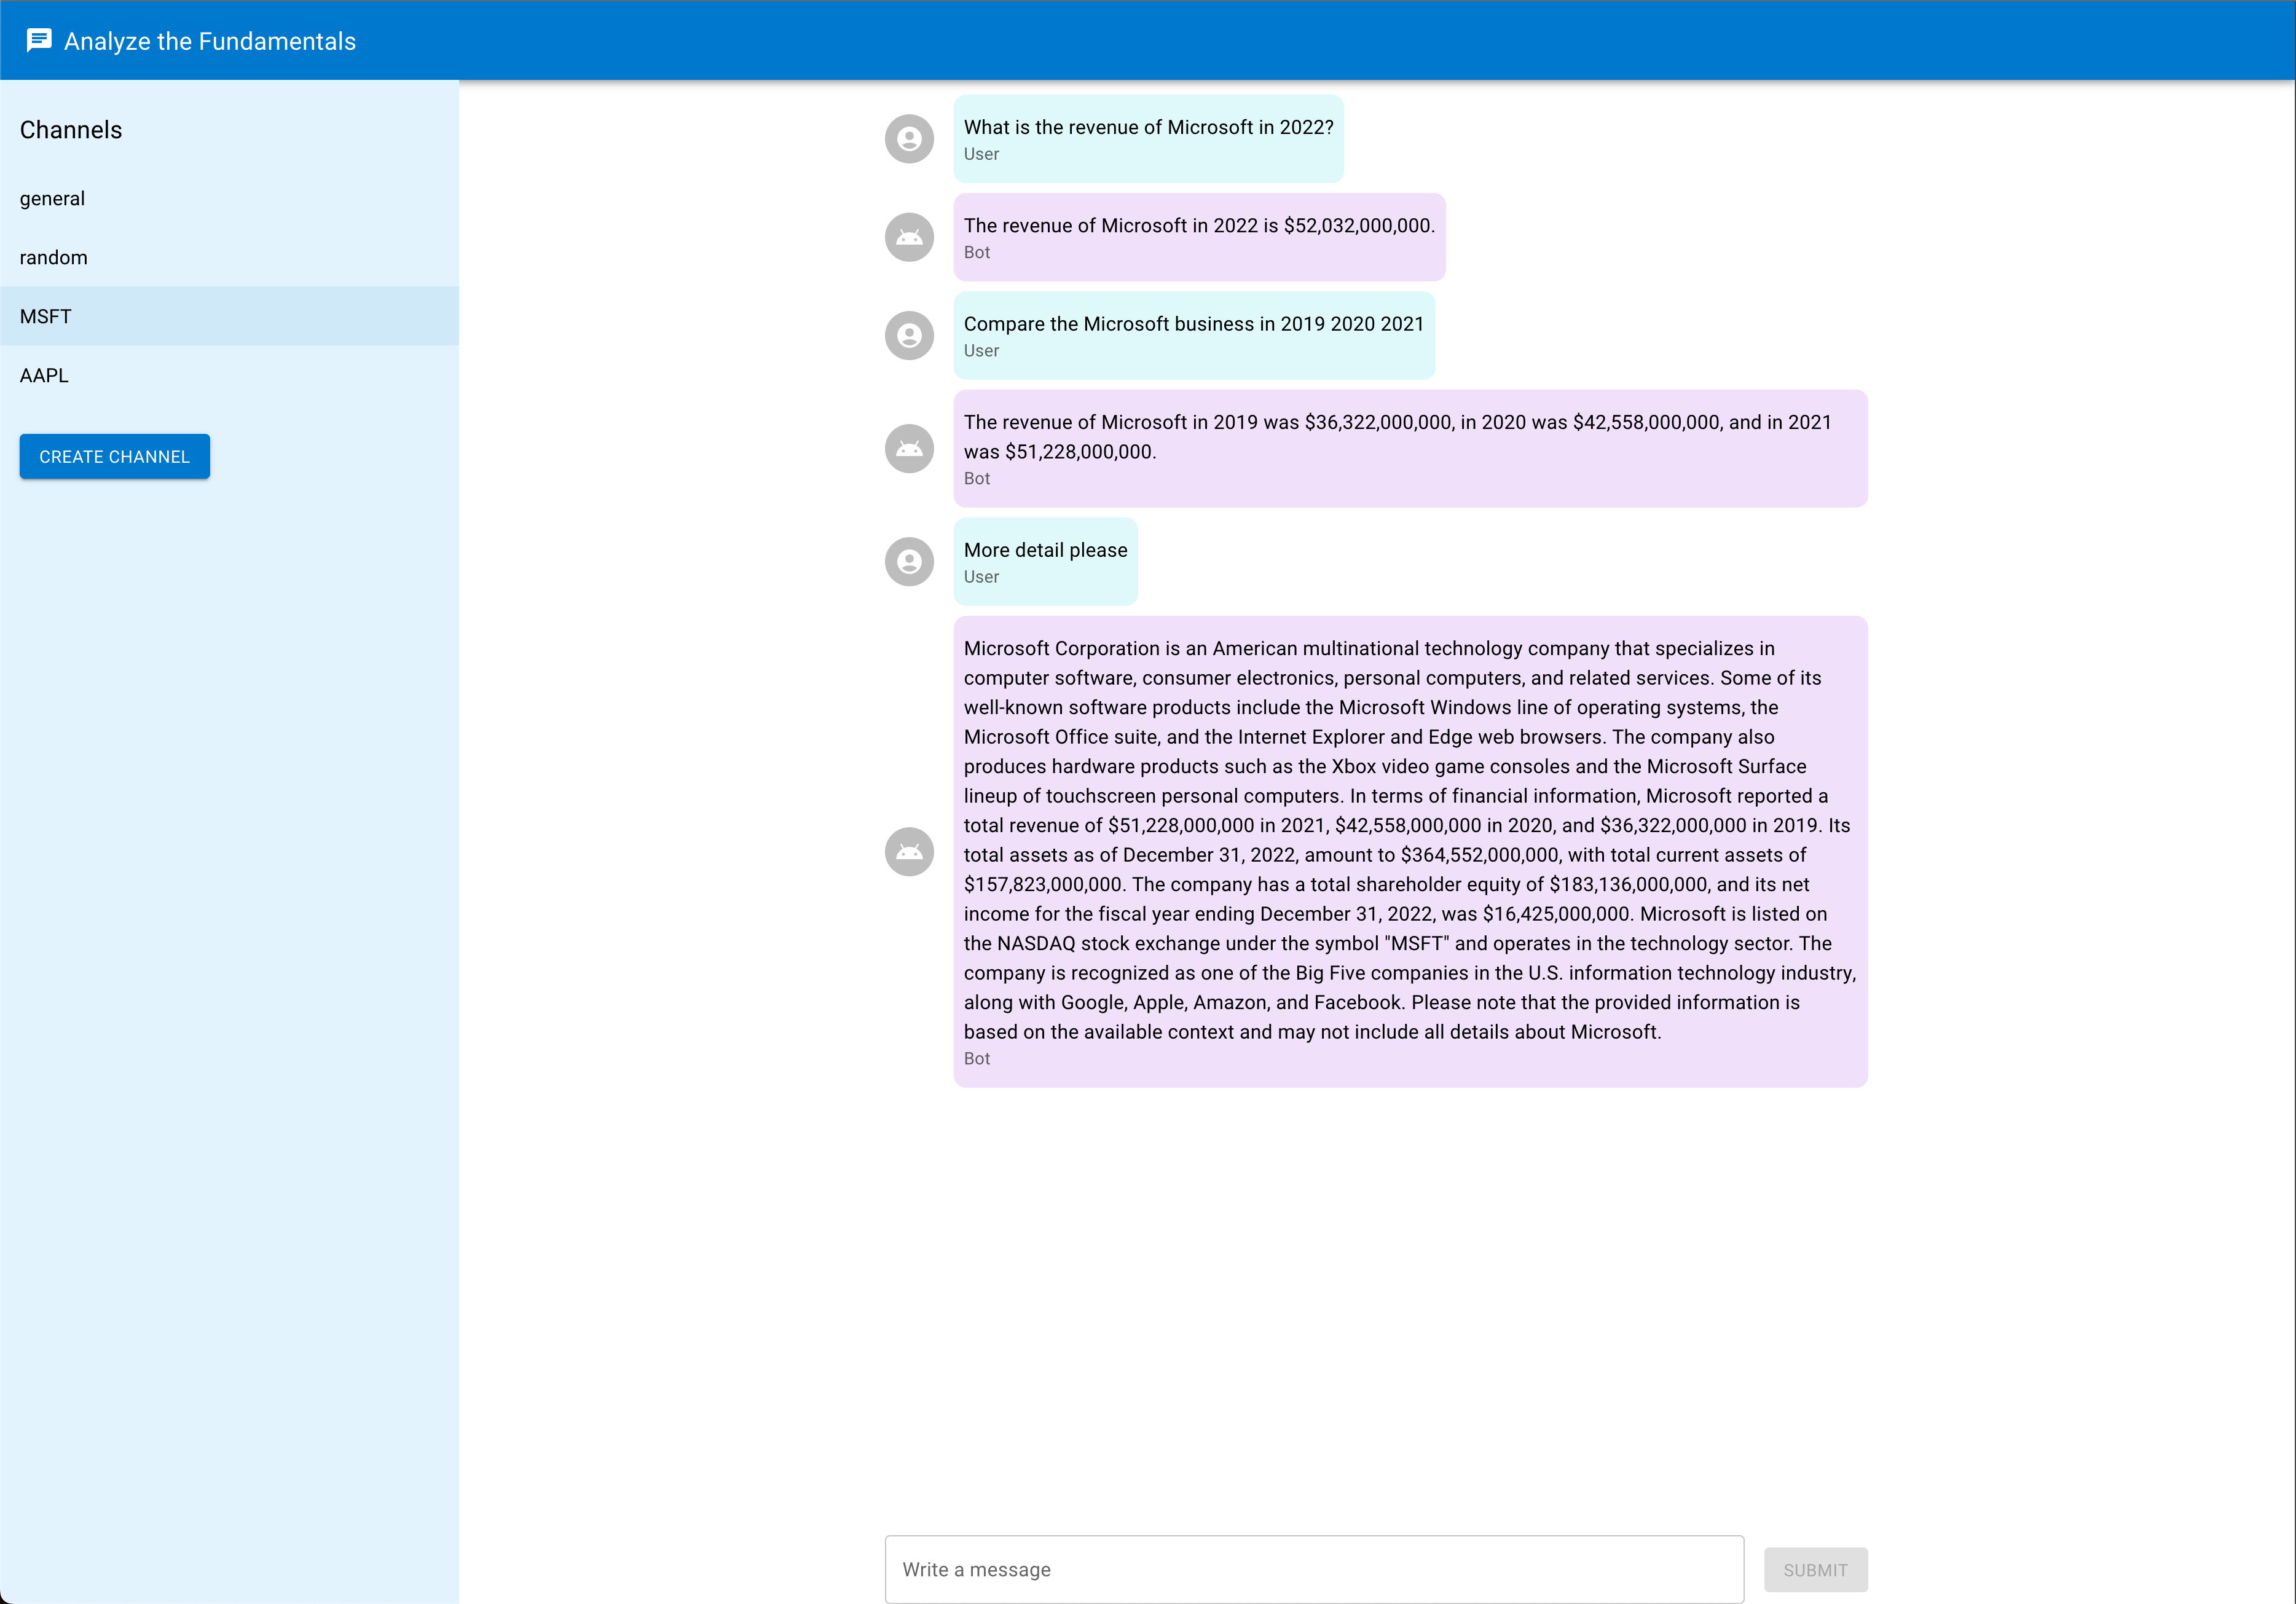 Analyze the Fundamentals
Channels
general
random
MSFT
AAPL
CREATE CHANNEL
What is the revenue of Microsoft in 2022?
User
The revenue of Microsoft in 2022 is $52,032,000,000.
Bot
Compare the Microsoft business in 2019 2020 2021
User
The revenue of Microsoft in 2019 was $36,322,000,000, in 2020 was $42,558,000,000, and in 2021
was $51,228,000,000.
Bot
More detail please
User
Microsoft Corporation is an American multinational technology company that specializes in
computer software, consumer electronics, personal computers, and related services. Some of its
well-known software products include the Microsoft Windows line of operating systems, the
Microsoft Office suite, and the Internet Explorer and Edge web browsers. The company also
produces hardware products such as the Xbox video game consoles and the Microsoft Surface
lineup of touchscreen personal computers. In terms of financial information, Microsoft reported a
total revenue of $51,228,000,000 in 2021, $42,558,000,000 in 2020, and $36,322,000,000 in 2019. Its
total assets as of December 31, 2022, amount to $364,552,000,000, with total current assets of
$157,823,000,000. The company has a total shareholder equity of $183,136,000,000, and its net
income for the fiscal year ending December 31, 2022, was $16,425,000,000. Microsoft is listed on
the NASDAQ stock exchange under the symbol "MSFT" and operates in the technology sector. The
company is recognized as one of the Big Five companies in the U.S. information technology industry,
along with Google, Apple, Amazon, and Facebook. Please note that the provided information is
based on the available context and may not include all details about Microsoft.
Bot
Write a message
SUBMIT